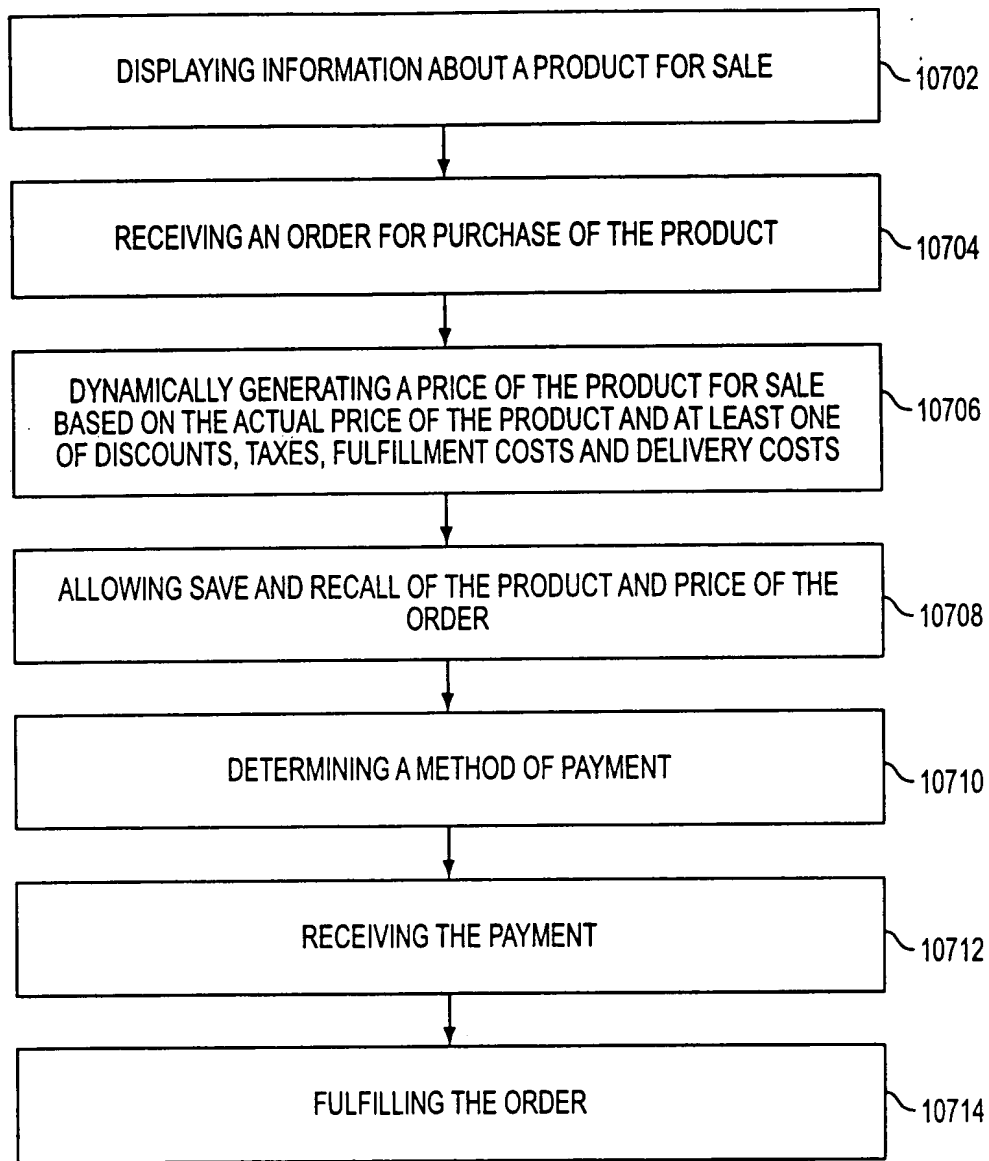 DISPLAYING INFORMATION ABOUT A PRODUCT FOR SALE
10702
RECEIVING AN ORDER FOR PURCHASE OF THE PRODUCT
10704
DYNAMICALLY GENERATING A PRICE OF THE PRODUCT FOR SALE
BASED ON THE ACTUAL PRICE OF THE PRODUCT AND AT LEAST ONE
OF DISCOUNTS, TAXES, FULFILLMENT COSTS AND DELIVERY COSTS
10706
ALLOWING SAVE AND RECALL OF THE PRODUCT AND PRICE OF THE
ORDER
10708
DETERMINING A METHOD OF PAYMENT
10710
RECEIVING THE PAYMENT
10712
FULFILLING THE ORDER
10714